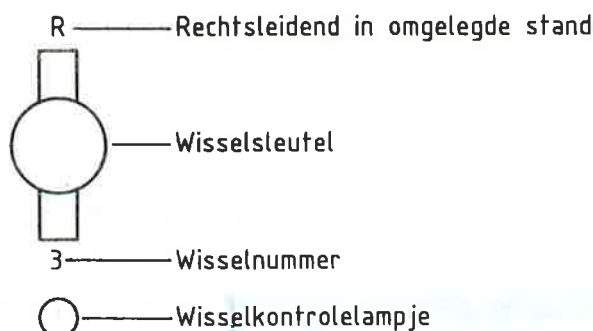 R Rechtsleidend in omgelegde stand
Wisselsleutel
3 Wisselnummer
Wisselkontrolelampje